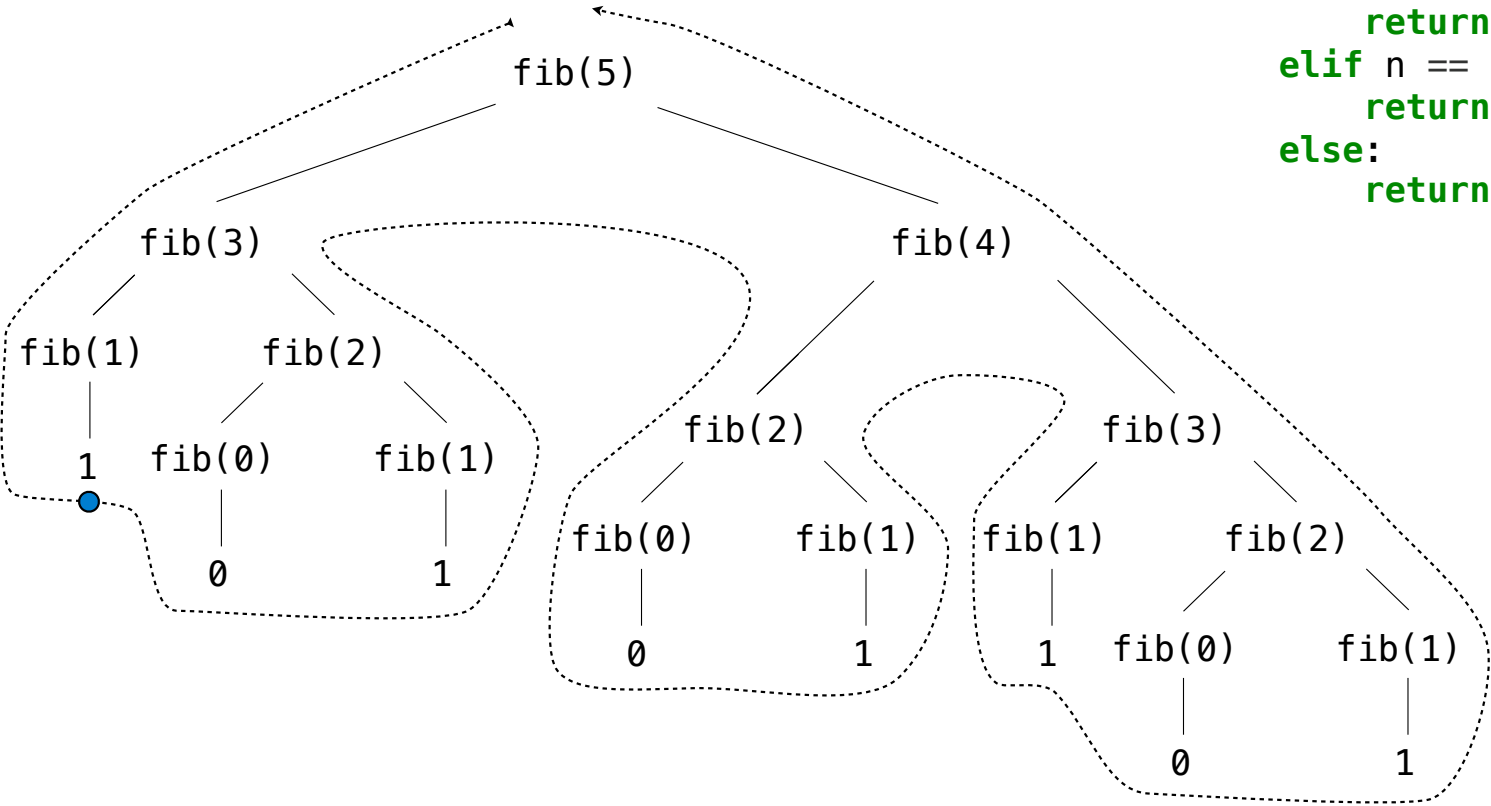 return
elif n ==
return
else:
return
fib(5)
fib(3)
fib(4)
fib(1)
fib(2)
fib(2)
fib(3)
1
fib(0)
fib(1)
fib(0)
fib(1)
fib(1)
fib(2)
0
1
0
1
1
fib(0)
fib(1)
0
1